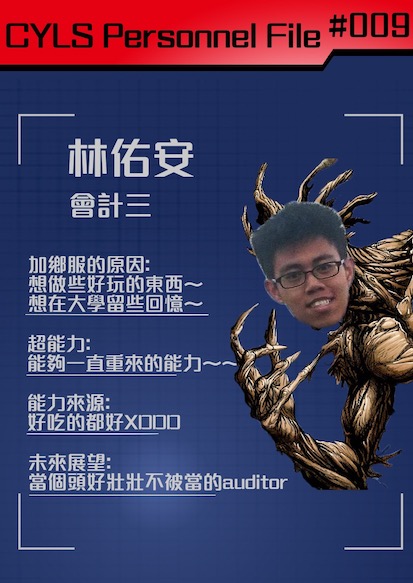 CYLS Personnel File #009
林佑安
會計三
加鄉服的原因:
想做些好玩的東西～
想在大學留些回憶～
超能力:
能夠一直重來的能力～～
能力來源:
好吃的都好XDDD
未來展望:
當個頭好壯壯不被當的auditor